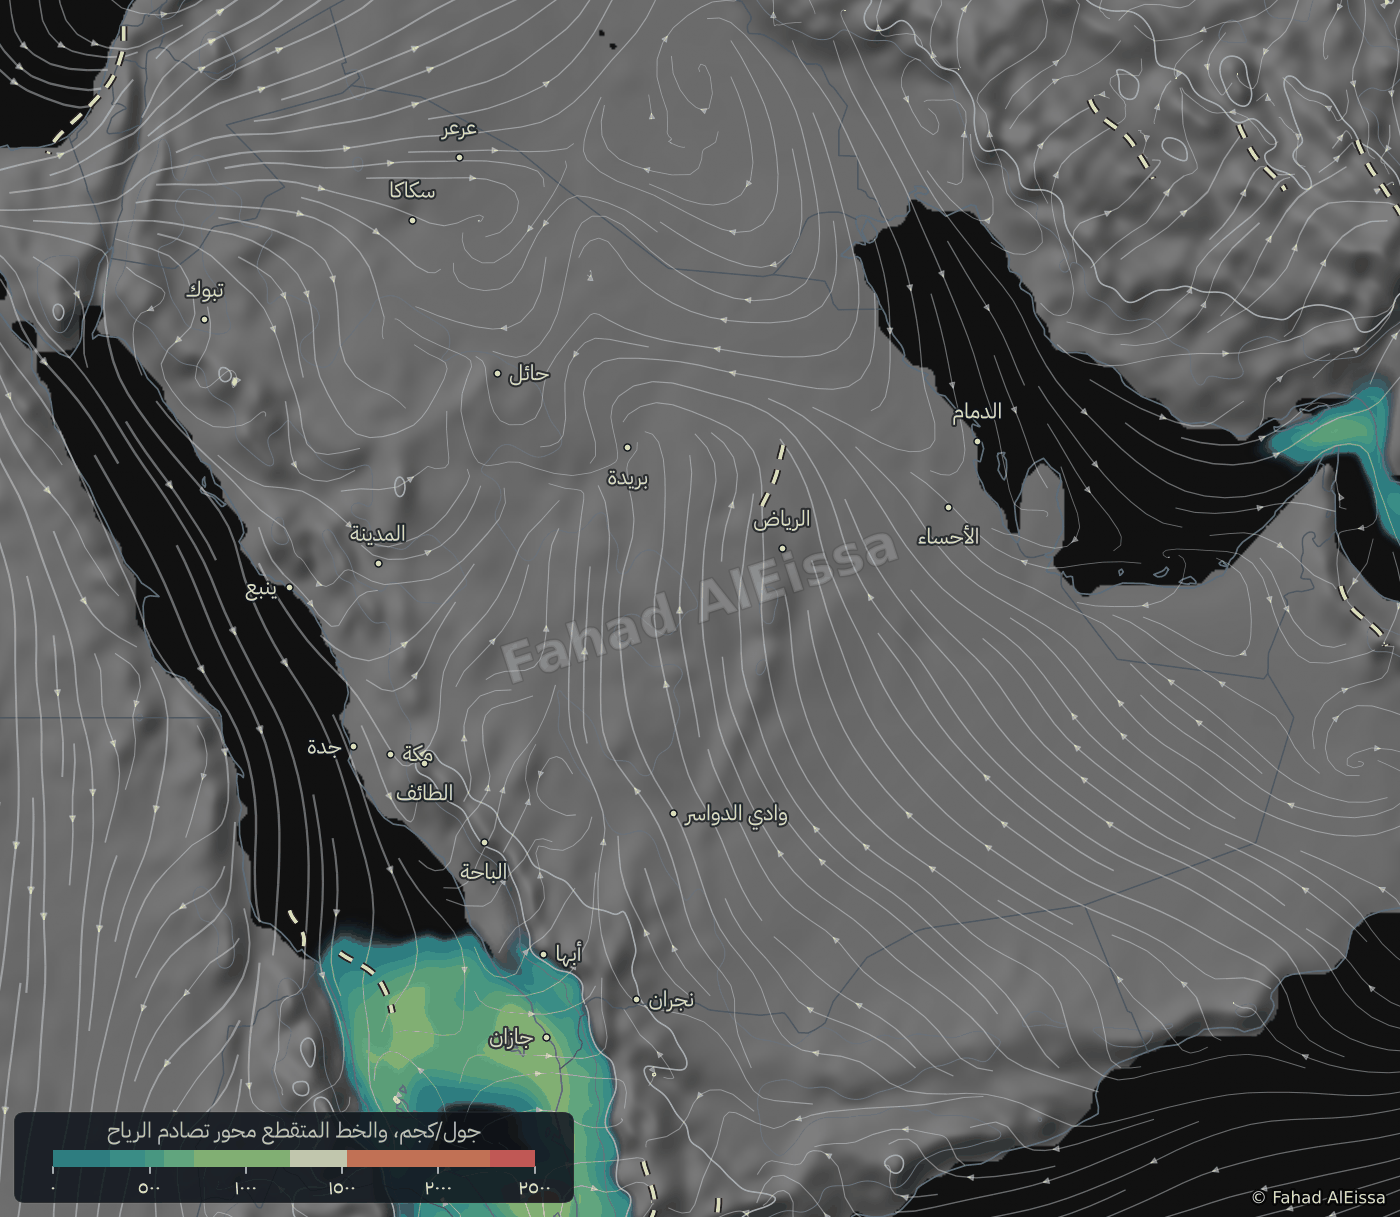 عرعر
سكاكا
تبوك
حائل
الدمام
بريدة
الرياض
الأحساء
المدينة
ينبع
Fahad AlEissa
جدة
مكة
الطائف
وادي الدواسر
الباحة
أبها
نجران
جازان
جول/كجم، والخط المتقطع محور تصادم الرياح
٠ ٥٠٠ ١٠٠٠ ١٥٠٠ ٢٠٠٠ ٢٥٠٠
© Fahad AlEissa